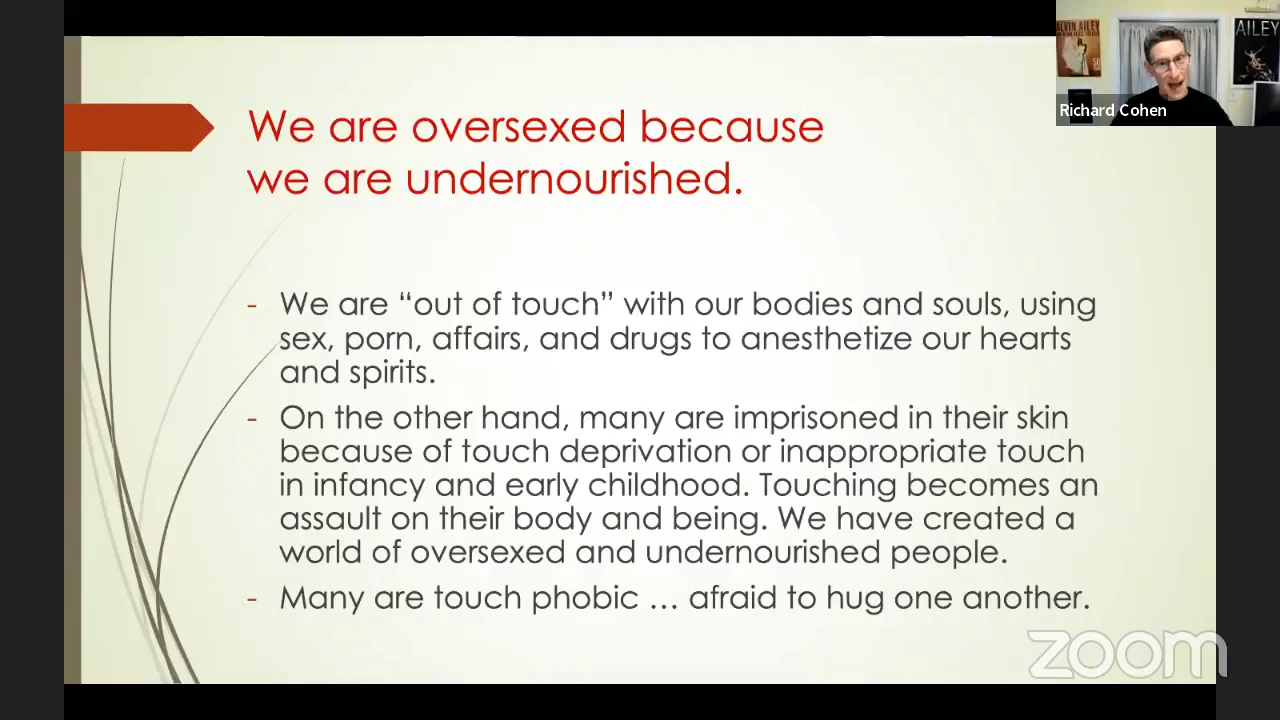 We are oversexed because
we are undernourished.
- We are “out of touch” with our bodies and souls, using
sex, porn, affairs, and drugs to anesthetize our hearts
and spirits.
- On the other hand, many are imprisoned in their skin
because of touch deprivation or inappropriate touch
in infancy and early childhood. Touching becomes an
assault on their body and being. We have created a
world of oversexed and undernourished people.
- Many are touch phobic … afraid to hug one another.
AILEY
Richard Cohen
zoom